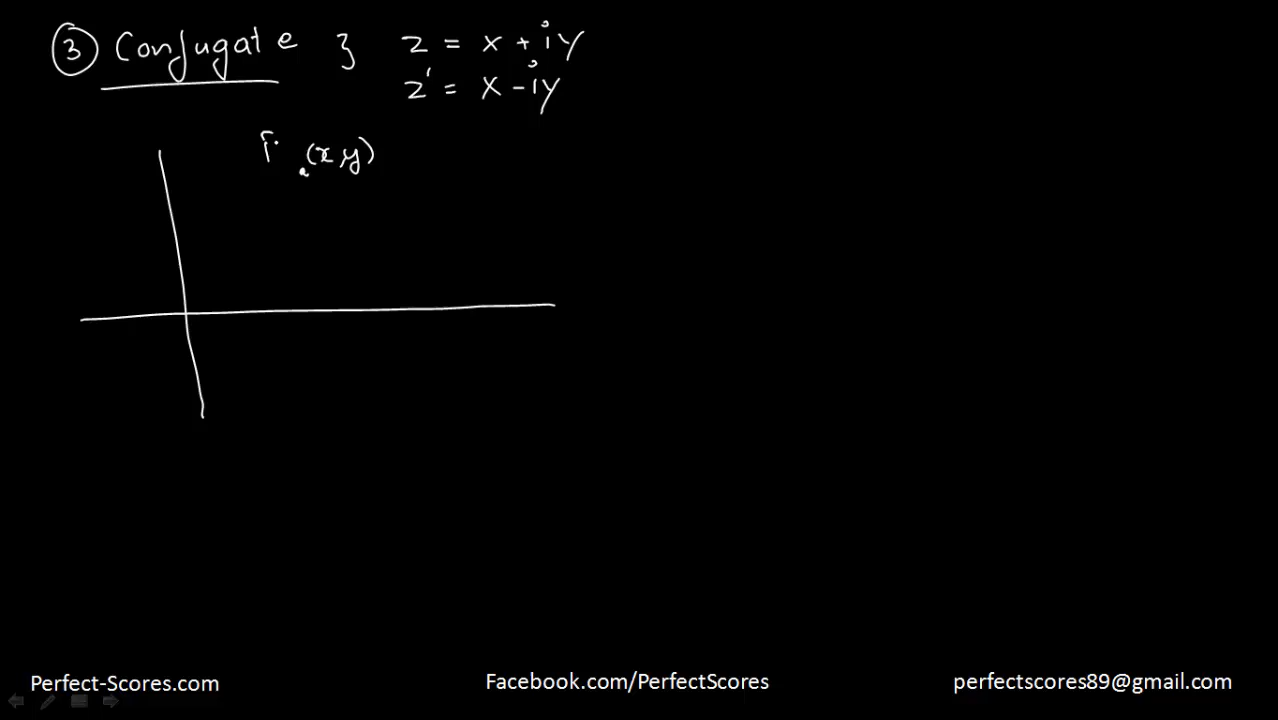 ③ Conjugate } z = x + iy
z' = x - iy
(x, y)
Perfect-Scores.com
Facebook.com/PerfectScores
perfectscores89@gmail.com